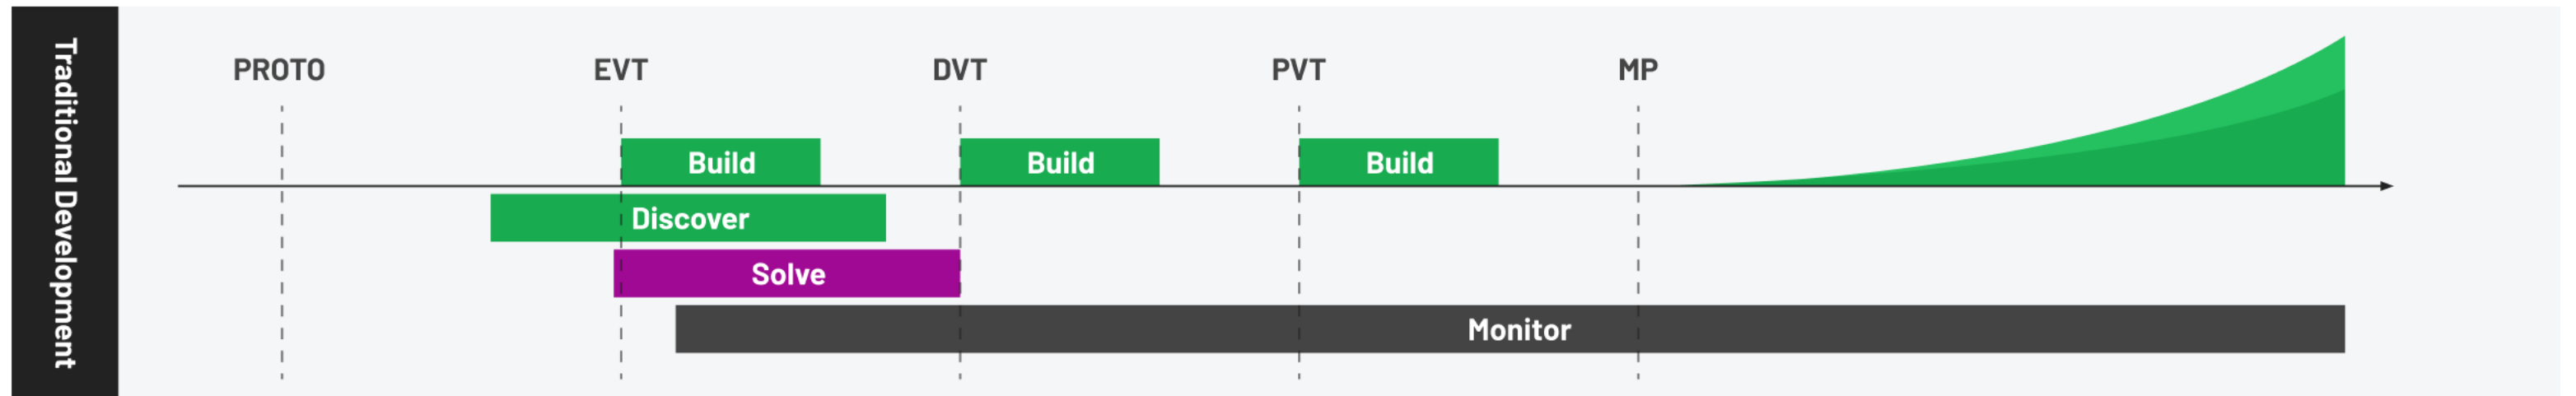 Traditional Development
PROTO
EVT
DVT
PVT
MP
Build
Build
Build
Discover
Solve
Monitor